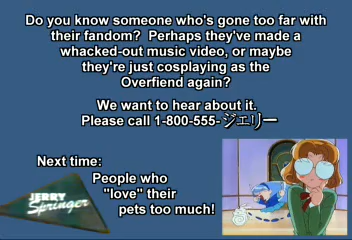 Do you know someone who's gone too far with
their fandom? Perhaps they've made a
whacked-out music video, or maybe
they're just cosplaying as the
Overfiend again?
We want to hear about it.
Please call 1-800-555-ジェリー
Next time:
People who
"love" their
pets too much!
JERRY
Springer